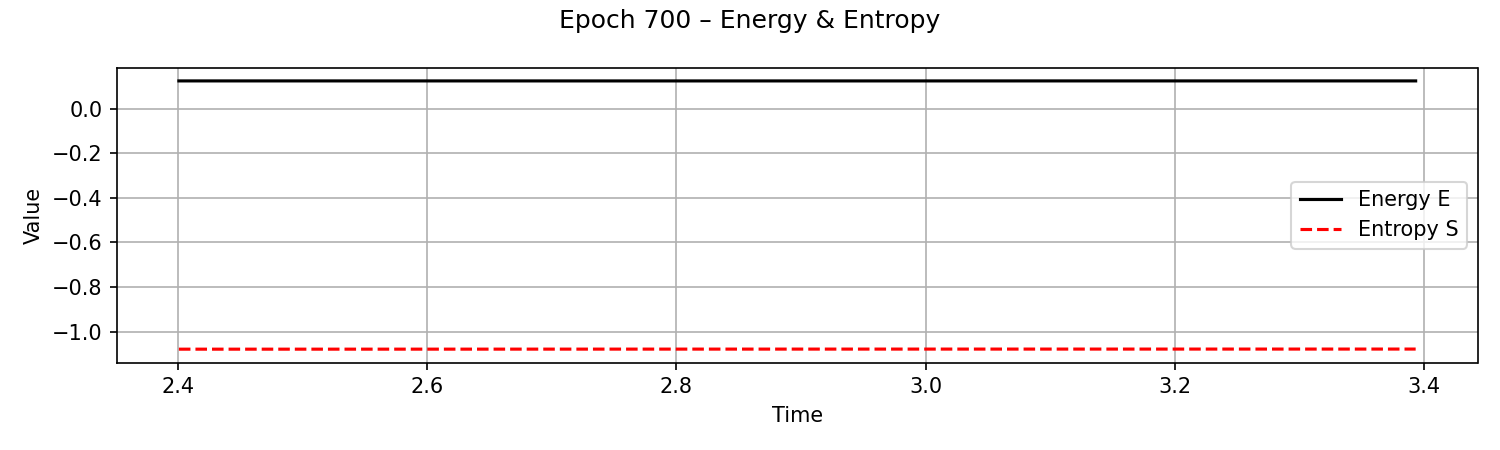 Epoch 700 – Energy & Entropy
0.0
−0.2
−0.4
−0.6
−0.8
−1.0
Value
Energy E
Entropy S
2.4 2.6 2.8 3.0 3.2 3.4
Time